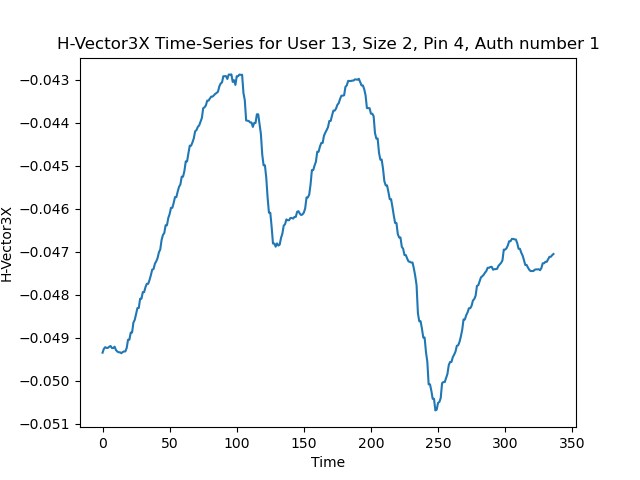 H-Vector3X Time-Series for User 13, Size 2, Pin 4, Auth number 1
H-Vector3X
−0.043
−0.044
−0.045
−0.046
−0.047
−0.048
−0.049
−0.050
−0.051
0 50 100 150 200 250 300 350
Time